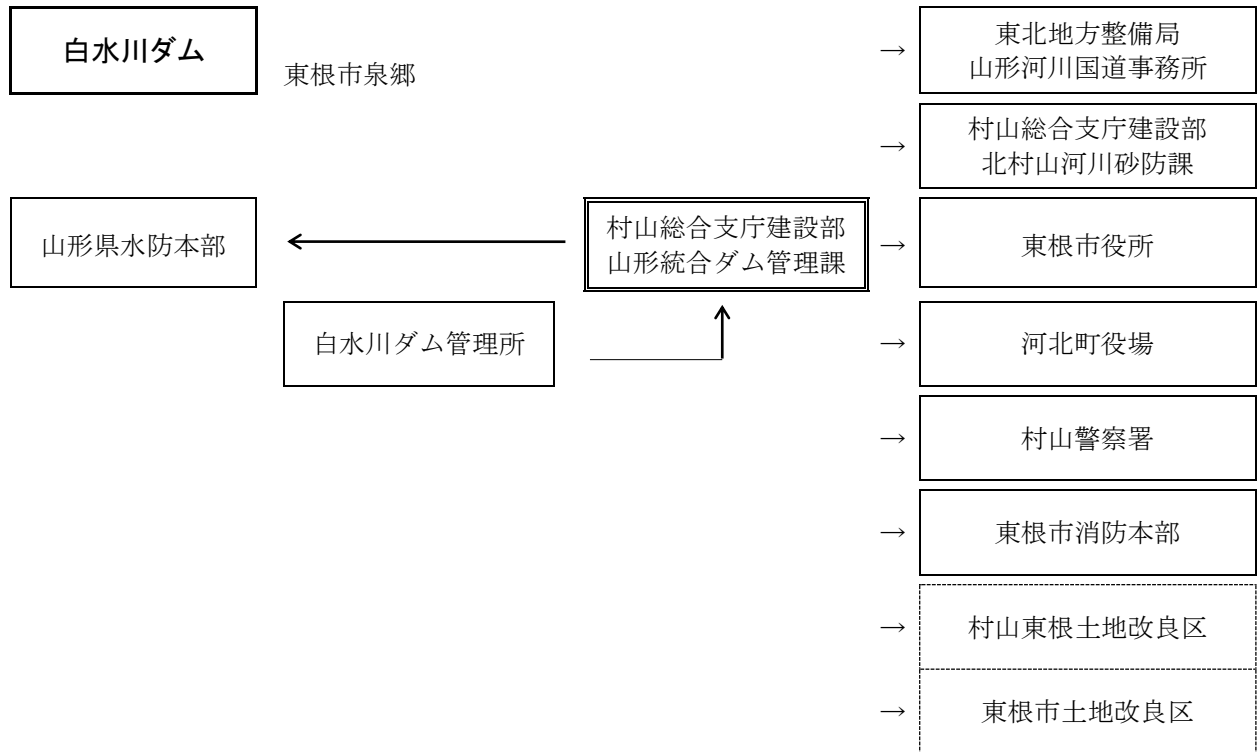 白水川ダム
東根市泉郷
→
東北地方整備局
山形河川国道事務所
→
村山総合支庁建設部
北村山河川砂防課
山形県水防本部
村山総合支庁建設部
山形統合ダム管理課
→
東根市役所
白水川ダム管理所
→
河北町役場
→
村山警察署
→
東根市消防本部
→
村山東根土地改良区
→
東根市土地改良区